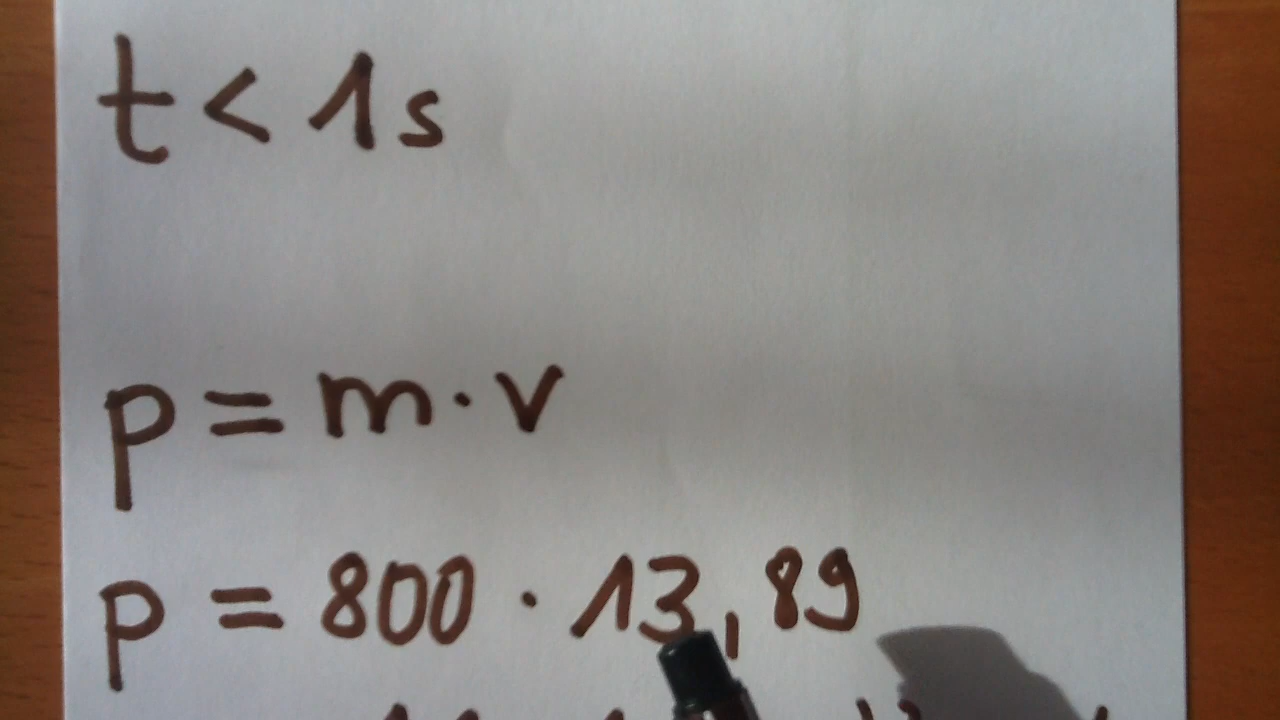 t < 1s
p = m · v
p = 800 · 13,89